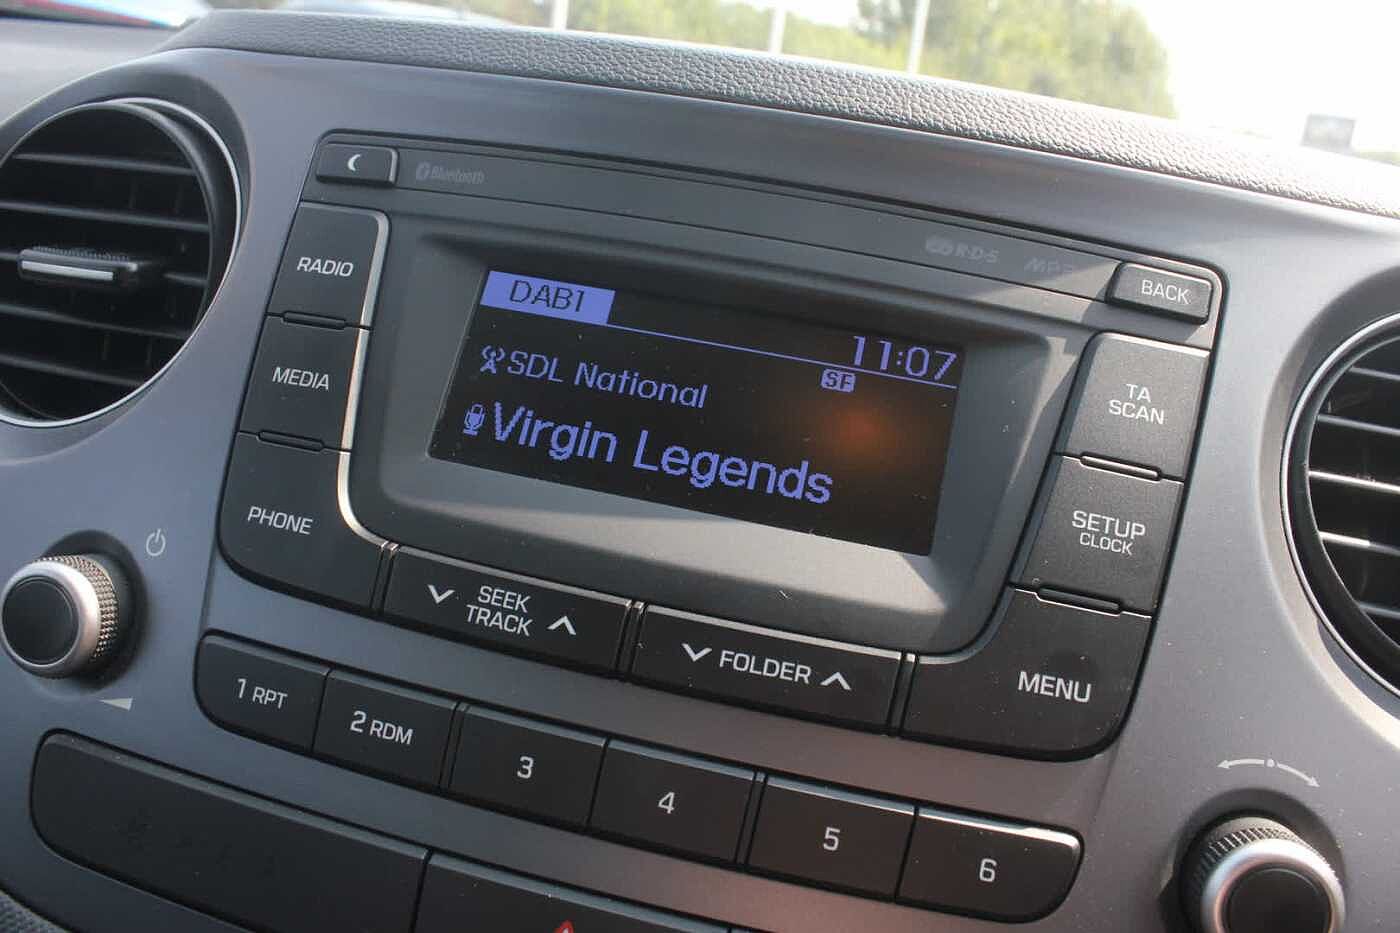 Bluetooth
R·D·S
RADIO
BACK
DAB1
11:07
SDL National
SF
MEDIA
TA
SCAN
Virgin Legends
PHONE
SETUP
CLOCK
SEEK
TRACK
FOLDER
MENU
1 RPT
2 RDM
3
4
5
6